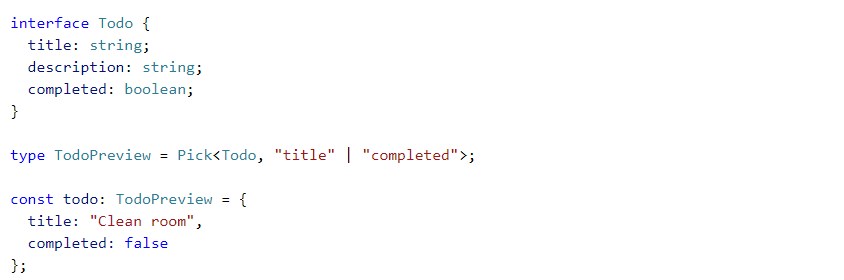 interface Todo {
  title: string;
  description: string;
  completed: boolean;
}

type TodoPreview = Pick<Todo, "title" | "completed">;

const todo: TodoPreview = {
  title: "Clean room",
  completed: false
};